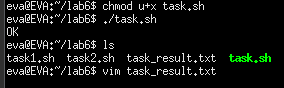 eva@EVA:~/lab6$ chmod u+x task.sh
eva@EVA:~/lab6$ ./task.sh
OK
eva@EVA:~/lab6$ ls
task1.sh task2.sh task_result.txt task.sh
eva@EVA:~/lab6$ vim task_result.txt